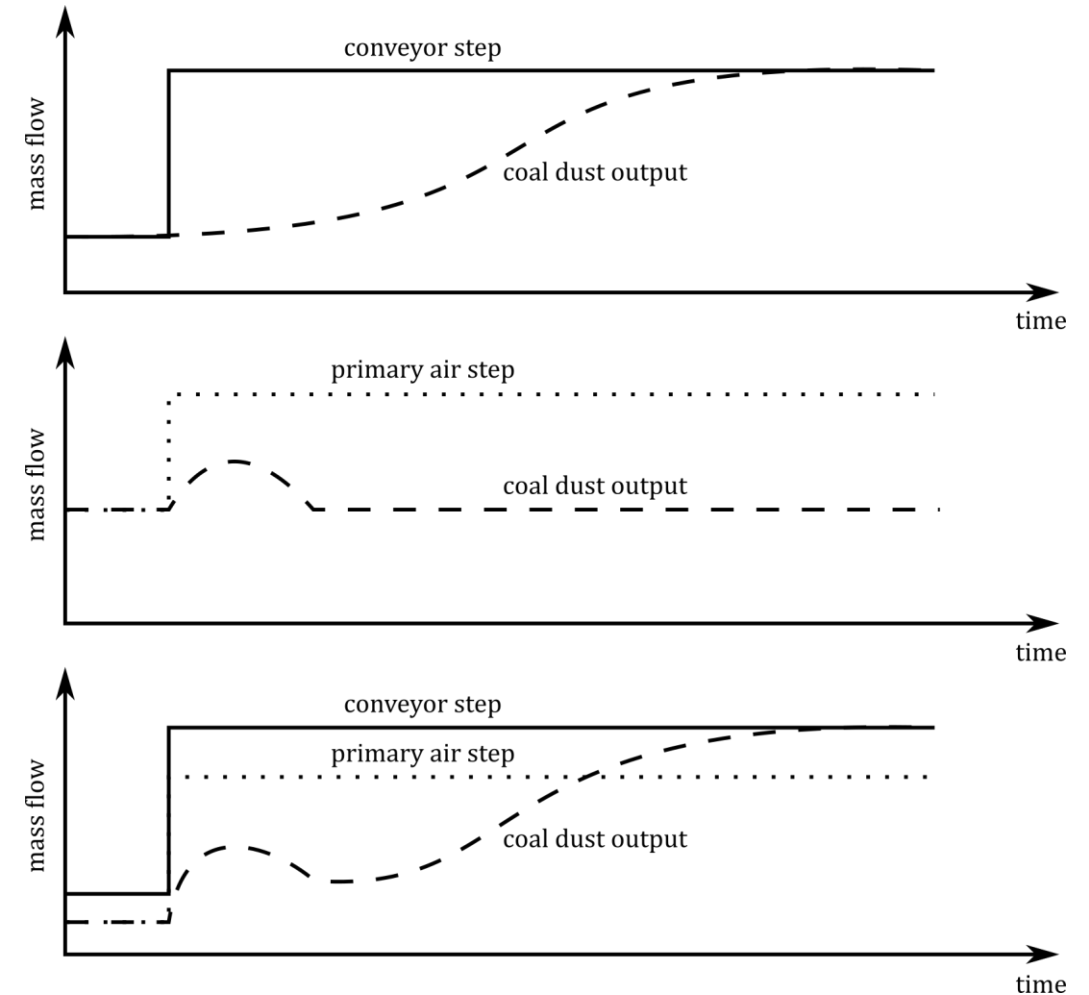 conveyor step
mass flow
coal dust output
time
primary air step
mass flow
coal dust output
time
conveyor step
primary air step
mass flow
coal dust output
time